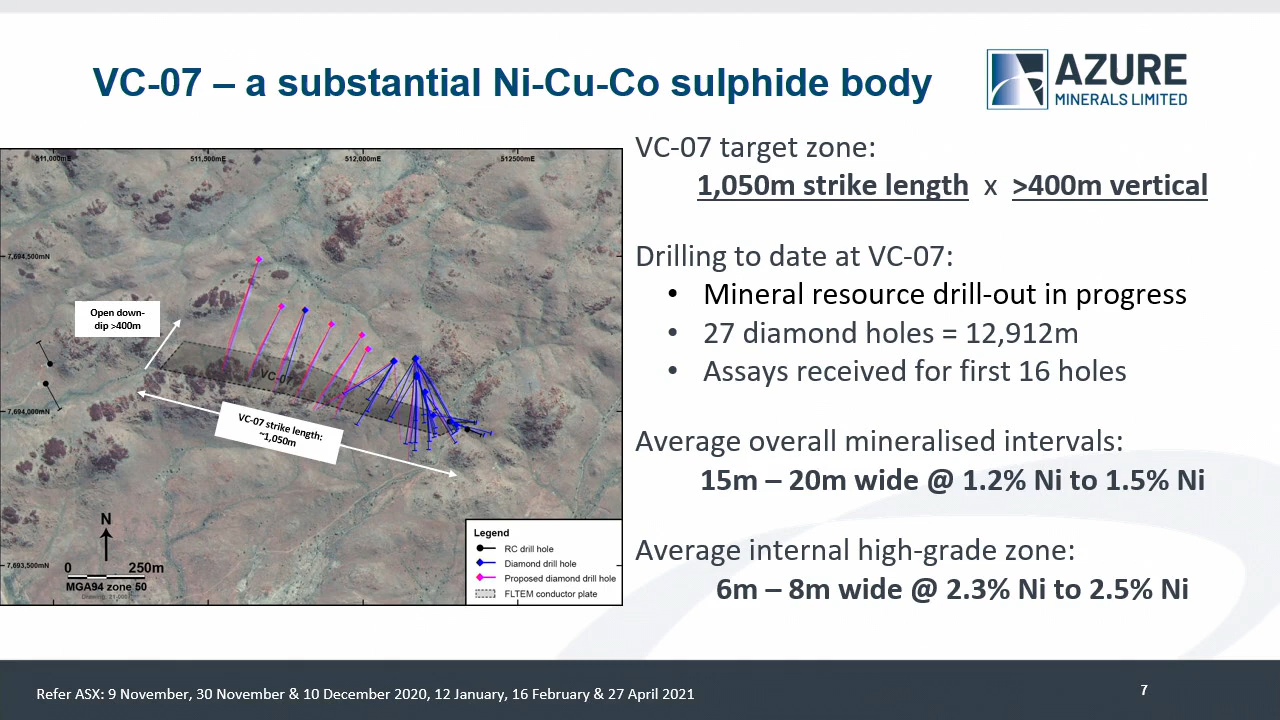 VC-07 – a substantial Ni-Cu-Co sulphide body
AZURE
MINERALS LIMITED
511,000mE
511,500mE
512,000mE
512500mE
7,694,500mN
7,694,000mN
7,693,500mN
Open down-
dip >400m
VC-07
VC-07 strike length:
~1,050m
N
0 250m
MGA94 zone 50
Legend
RC drill hole
Diamond drill hole
Proposed diamond drill hole
FLTEM conductor plate
VC-07 target zone:
1,050m strike length x >400m vertical
Drilling to date at VC-07:
• Mineral resource drill-out in progress
• 27 diamond holes = 12,912m
• Assays received for first 16 holes
Average overall mineralised intervals:
15m – 20m wide @ 1.2% Ni to 1.5% Ni
Average internal high-grade zone:
6m – 8m wide @ 2.3% Ni to 2.5% Ni
Refer ASX: 9 November, 30 November & 10 December 2020, 12 January, 16 February & 27 April 2021
7